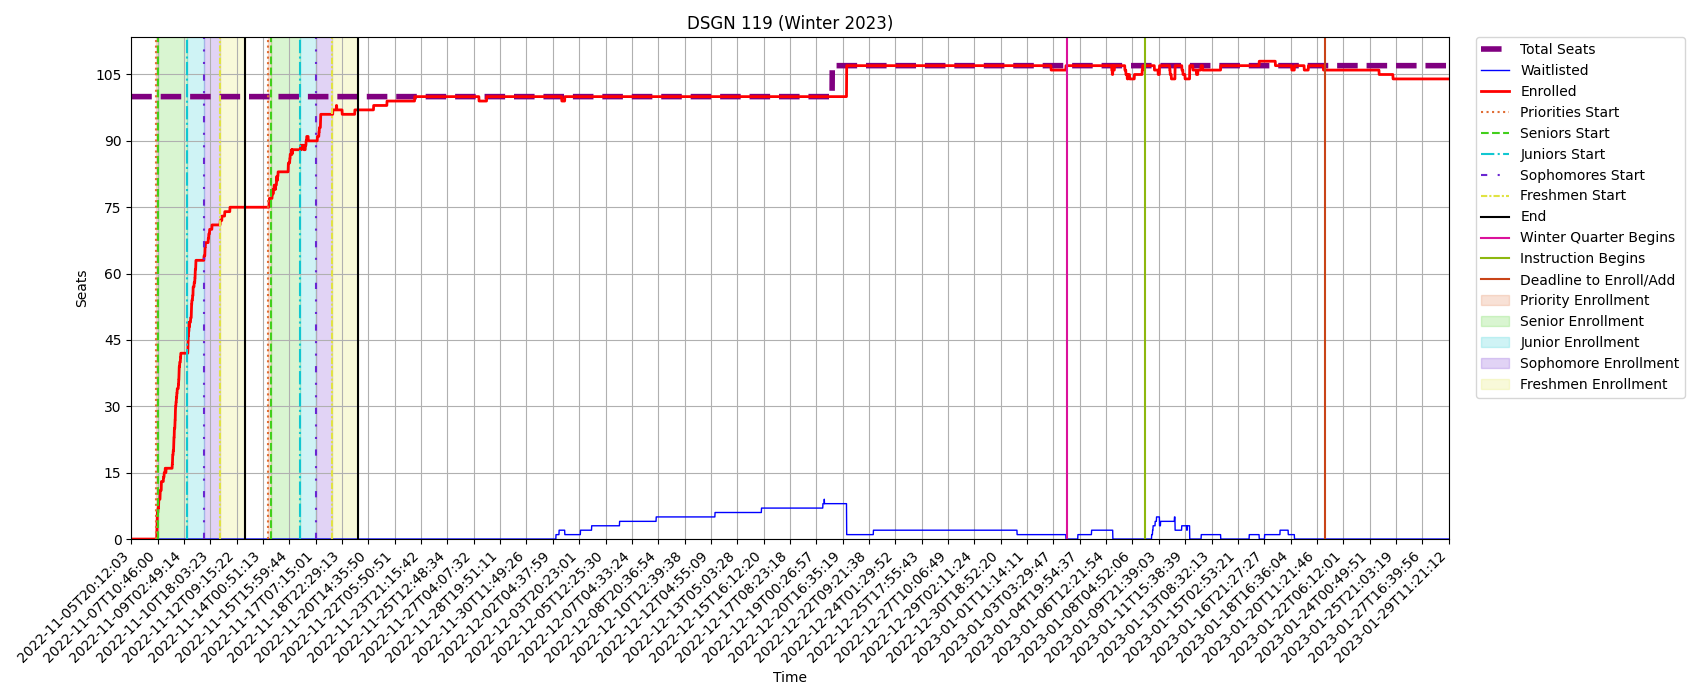 DSGN 119 (Winter 2023)
Seats
105
90
75
60
45
30
15
0
2022-11-05T20:12:03
2022-11-07T10:46:00
2022-11-09T02:49:14
2022-11-10T18:03:23
2022-11-12T09:15:22
2022-11-14T00:51:13
2022-11-15T15:59:44
2022-11-17T07:15:01
2022-11-18T22:29:13
2022-11-20T14:35:50
2022-11-22T05:50:51
2022-11-23T21:15:42
2022-11-25T12:48:34
2022-11-27T04:07:32
2022-11-28T19:51:11
2022-11-30T11:49:26
2022-12-02T04:37:59
2022-12-03T20:23:01
2022-12-05T12:25:30
2022-12-07T04:33:24
2022-12-08T20:36:54
2022-12-10T12:39:38
2022-12-12T04:55:09
2022-12-13T05:03:28
2022-12-15T16:12:20
2022-12-17T08:23:18
2022-12-19T00:26:57
2022-12-20T16:35:19
2022-12-22T09:21:38
2022-12-24T01:29:52
2022-12-25T17:55:43
2022-12-27T10:06:49
2022-12-29T02:11:24
2022-12-30T18:52:20
2023-01-01T11:14:11
2023-01-03T03:29:47
2023-01-04T19:54:37
2023-01-06T12:21:54
2023-01-08T04:52:06
2023-01-09T21:39:03
2023-01-11T15:38:39
2023-01-13T08:32:13
2023-01-15T02:53:21
2023-01-16T21:27:27
2023-01-18T16:36:04
2023-01-20T11:21:46
2023-01-22T06:12:01
2023-01-24T00:49:51
2023-01-25T21:03:19
2023-01-27T16:39:56
2023-01-29T11:21:12
Time
Total Seats
Waitlisted
Enrolled
Priorities Start
Seniors Start
Juniors Start
Sophomores Start
Freshmen Start
End
Winter Quarter Begins
Instruction Begins
Deadline to Enroll/Add
Priority Enrollment
Senior Enrollment
Junior Enrollment
Sophomore Enrollment
Freshmen Enrollment